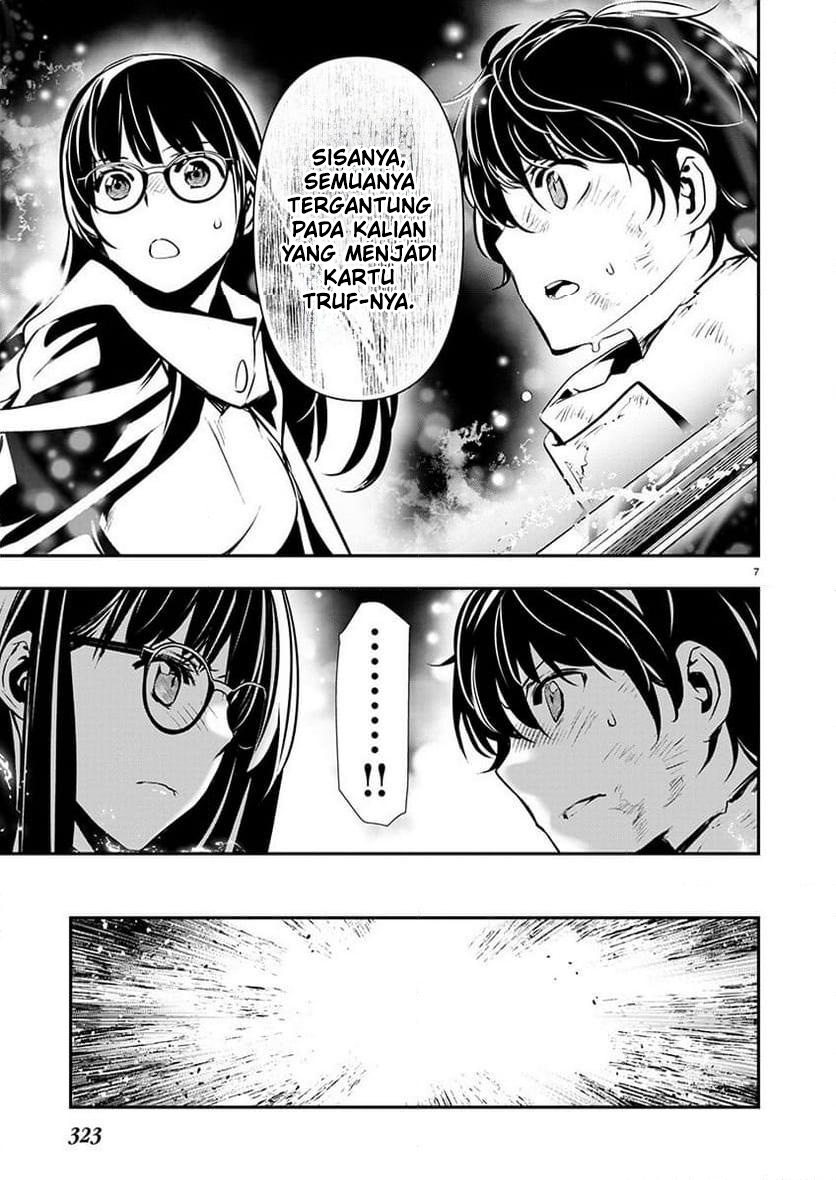 SISANYA,
SEMUANYA
TERGANTUNG
PADA KALIAN
YANG MENJADI
KARTU
TRUF-NYA.
7
.........!!
323